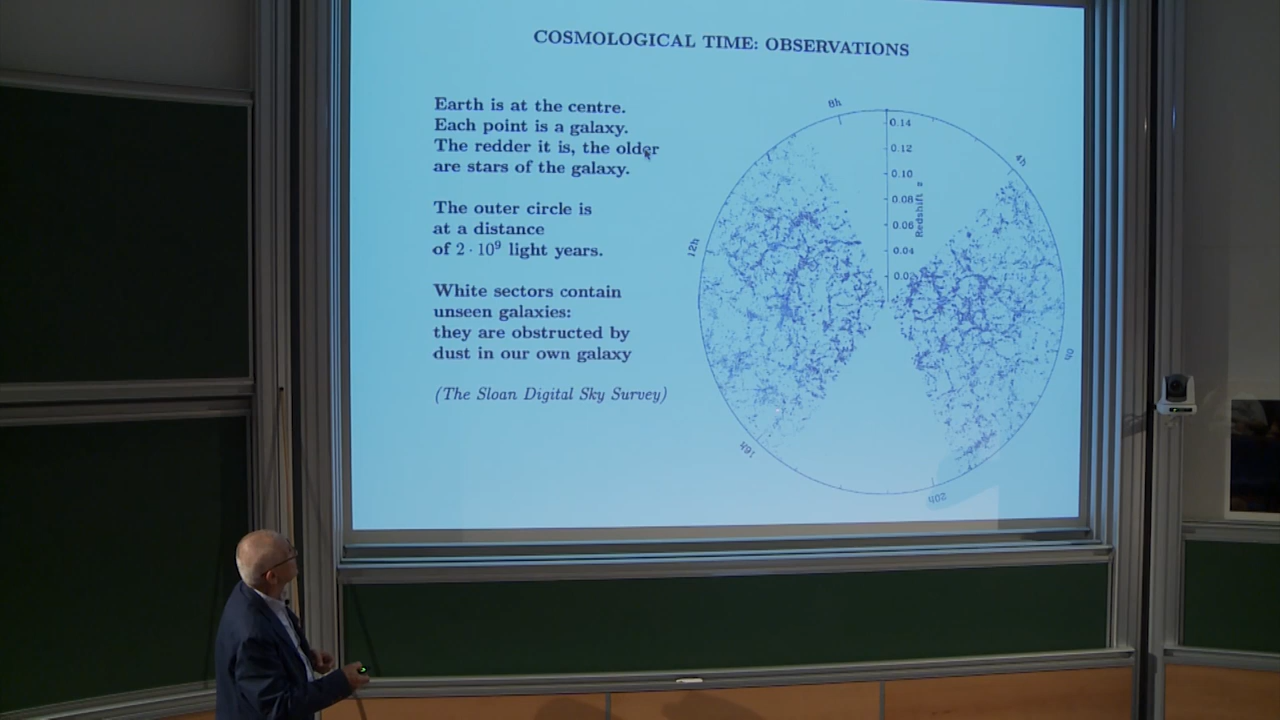 COSMOLOGICAL TIME: OBSERVATIONS
Earth is at the centre.
Each point is a galaxy.
The redder it is, the older
are stars of the galaxy.
The outer circle is
at a distance
of 2 · 10⁹ light years.
White sectors contain
unseen galaxies:
they are obstructed by
dust in our own galaxy
(The Sloan Digital Sky Survey)
8h
4h
12h
0h
16h
20h
0.14
0.12
0.10
0.08
0.06
0.04
0.02
Redshift z